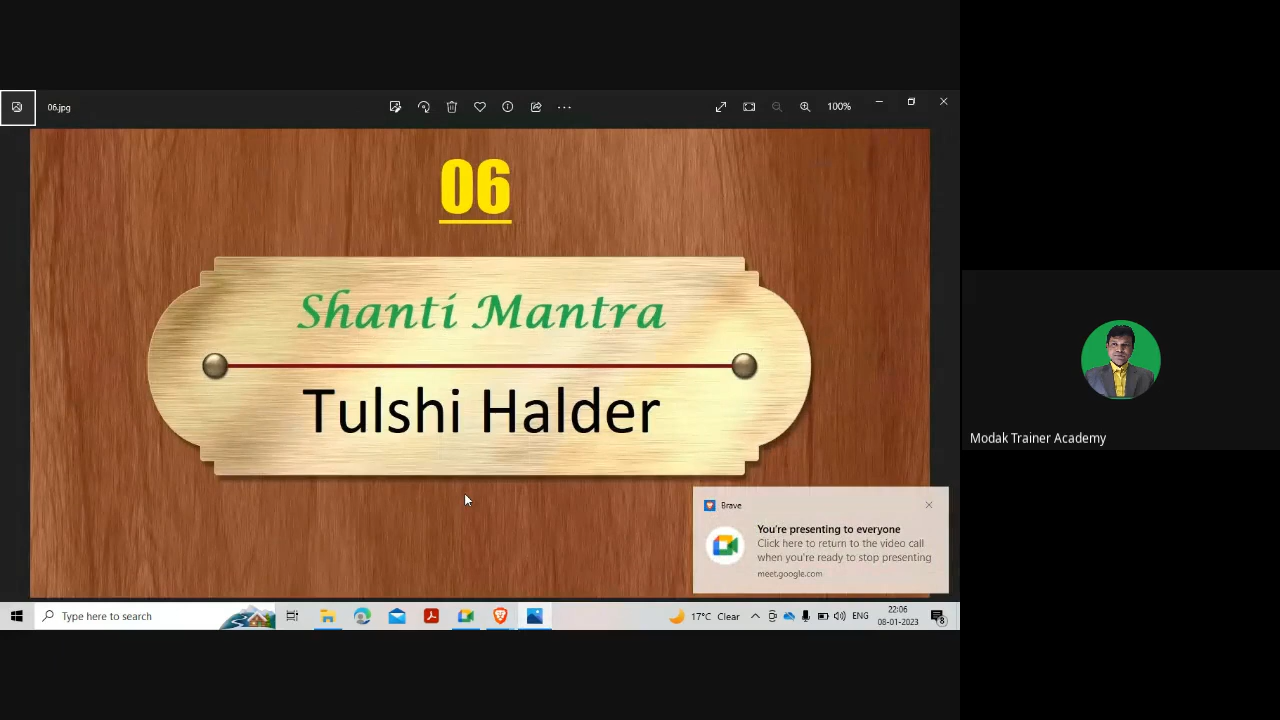 06.jpg
100%
06
Shanti Mantra
Tulshi Halder
Brave
You're presenting to everyone
Click here to return to the video call
when you're ready to stop presenting
meet.google.com
Modak Trainer Academy
Type here to search
17°C Clear
ENG
22:06
08-01-2023
8